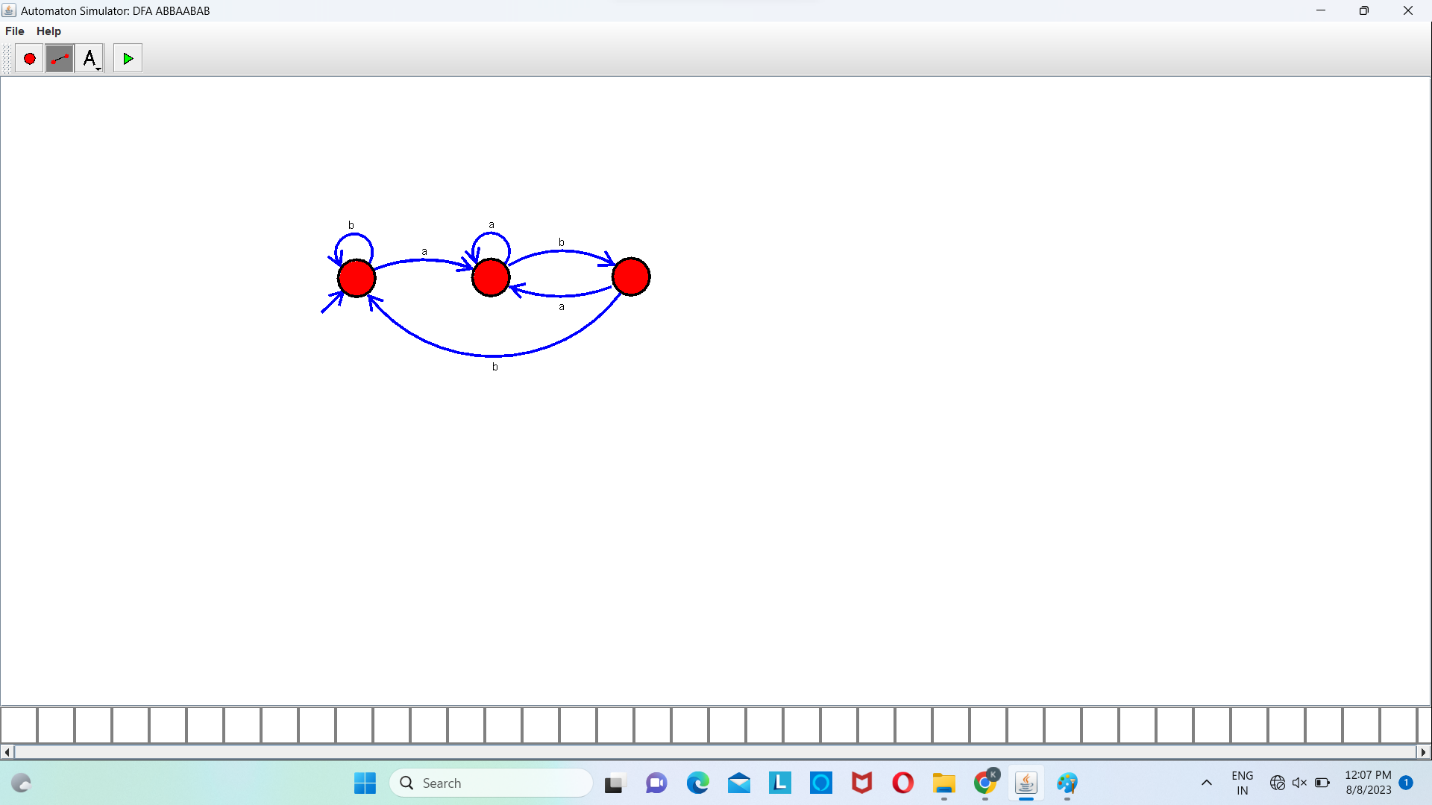 Automaton Simulator: DFA ABBAABAB
File Help
A
b
a
a
b
a
b
Search
L
K
ENG
IN
12:07 PM
8/8/2023
1